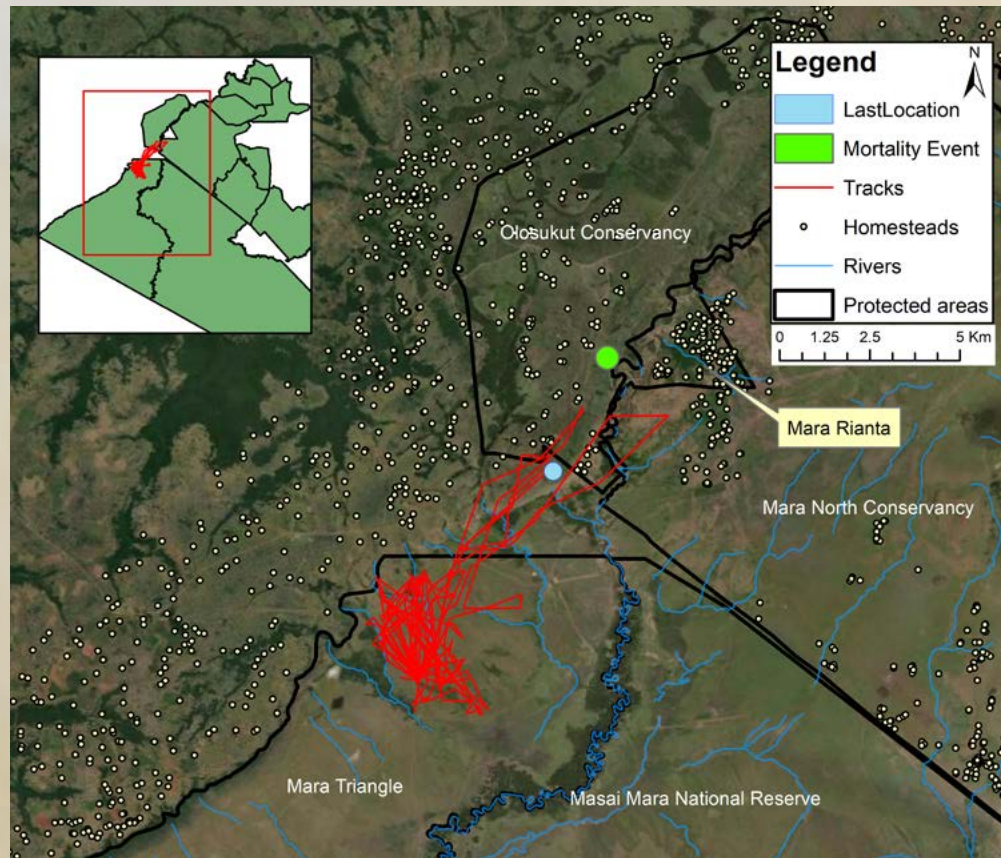 Legend
N
LastLocation
Mortality Event
Tracks
Homesteads
Rivers
Protected areas
0 1.25 2.5 5 Km
Olosukut Conservancy
Mara Rianta
Mara North Conservancy
Mara Triangle
Masai Mara National Reserve